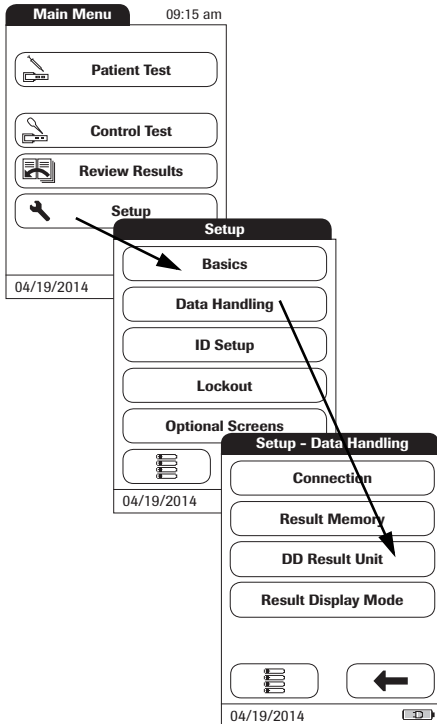 Main Menu 09:15 am
Patient Test
Control Test
Review Results
Setup
04/19/2014
Setup
Basics
Data Handling
ID Setup
Lockout
Optional Screens
04/19/2014
Setup - Data Handling
Connection
Result Memory
DD Result Unit
Result Display Mode
04/19/2014